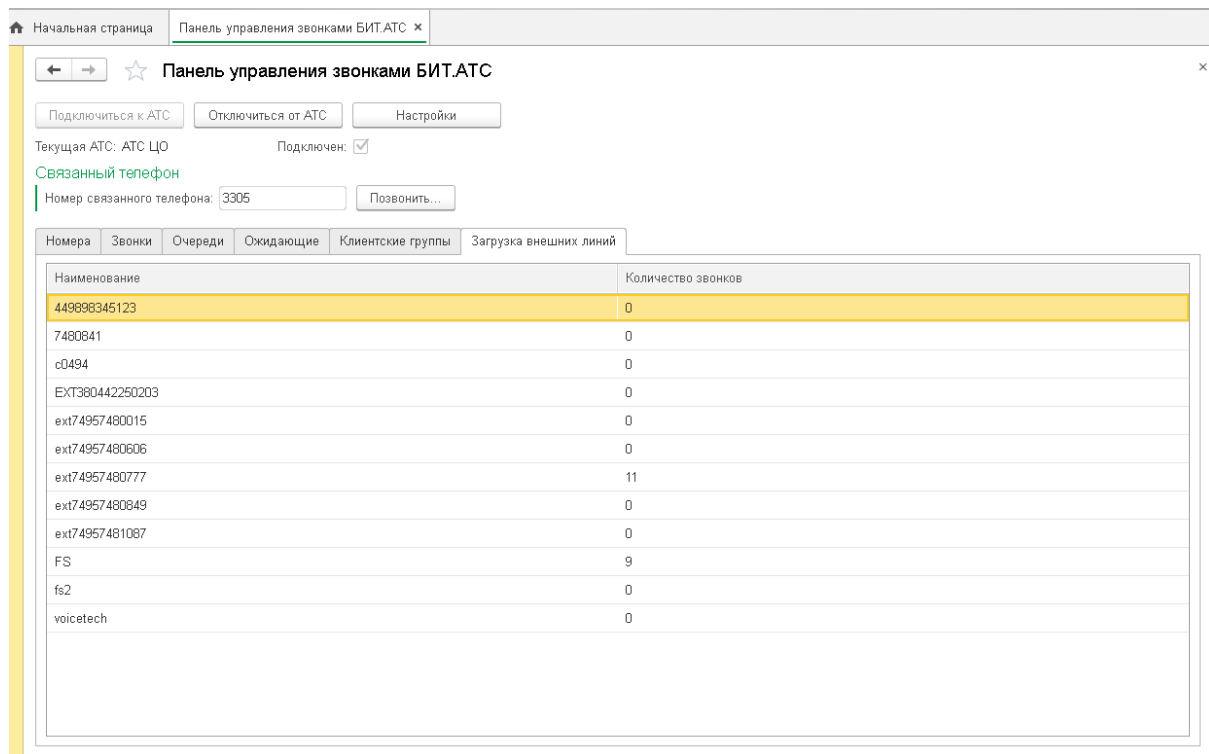 Начальная страница Панель управления звонками БИТ.АТС ×
Панель управления звонками БИТ.АТС
Подключиться к АТС Отключиться от АТС Настройки
Текущая АТС: АТС ЦО Подключен:
Связанный телефон
Номер связанного телефона: 3305 Позвонить...
Номера Звонки Очереди Ожидающие Клиентские группы Загрузка внешних линий
Наименование Количество звонков
449898345123 0
7480841 0
c0494 0
EXT380442250203 0
ext74957480015 0
ext74957480606 0
ext74957480777 11
ext74957480849 0
ext74957481087 0
FS 9
fs2 0
voicetech 0